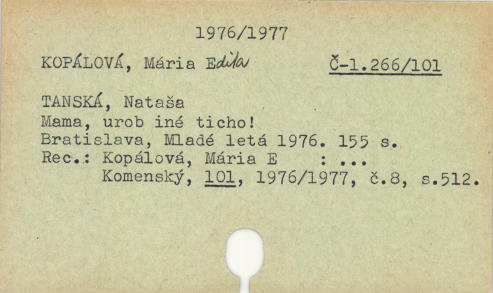 1976/1977
KOPÁLOVÁ, Mária Edita
Č-1.266/101
TANSKÁ, Nataša
Mama, urob iné ticho!
Bratislava, Mladé letá 1976. 155 s.
Rec.: Kopálová, Mária E : ...
Komenský, 101, 1976/1977, č.8, s.512.